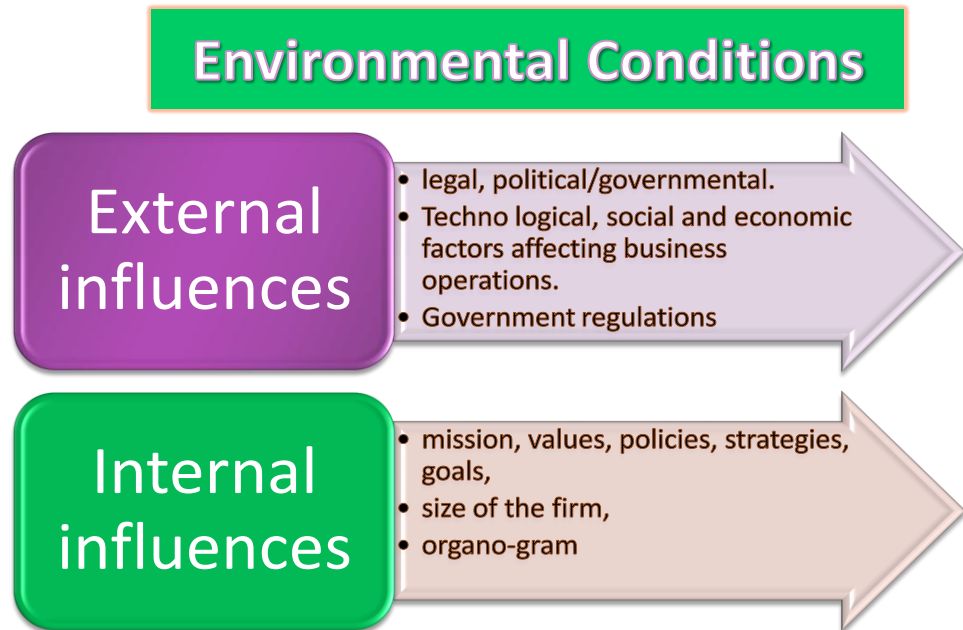 Environmental Conditions
External
influences
• legal, political/governmental.
• Techno logical, social and economic
factors affecting business
operations.
• Government regulations
Internal
influences
• mission, values, policies, strategies,
goals,
• size of the firm,
• organo-gram